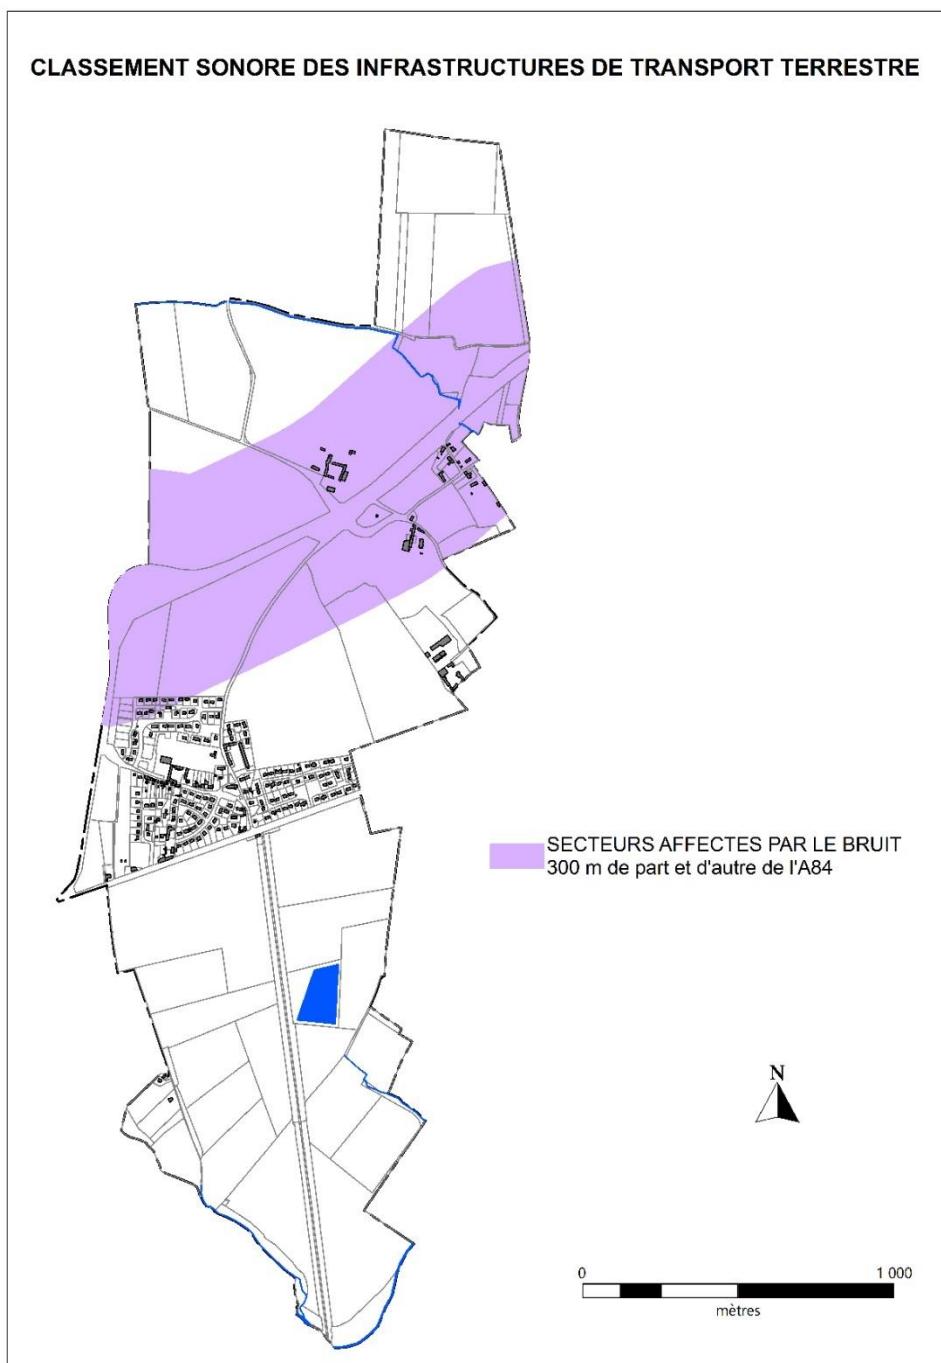 CLASSEMENT SONORE DES INFRASTRUCTURES DE TRANSPORT TERRESTRE
SECTEURS AFFECTES PAR LE BRUIT
300 m de part et d'autre de l'A84
N
0 1 000
mètres